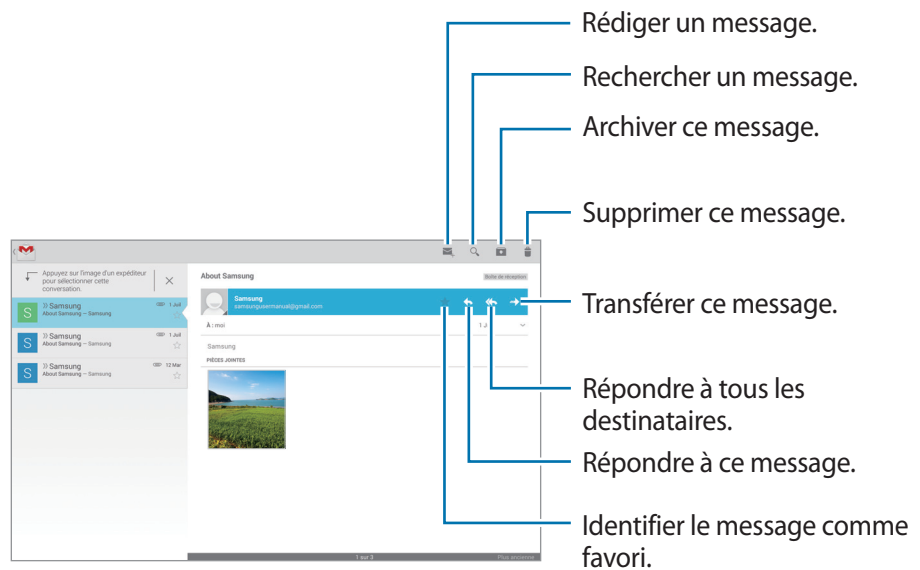 Rédiger un message.
Rechercher un message.
Archiver ce message.
Supprimer ce message.
Transférer ce message.
Répondre à tous les
destinataires.
Répondre à ce message.
Identifier le message comme
favori.
Appuyez sur l'image d'un expéditeur
pour sélectionner cette
conversation.
S
Samsung
1 Juil
About Samsung – Samsung
S
Samsung
1 Juil
About Samsung – Samsung
S
Samsung
12 Mar
About Samsung – Samsung
About Samsung
Boîte de réception
Samsung
samsungusermanual@gmail.com
À : moi
1 J
Samsung
PIÈCES JOINTES
1 sur 3
Plus ancienne